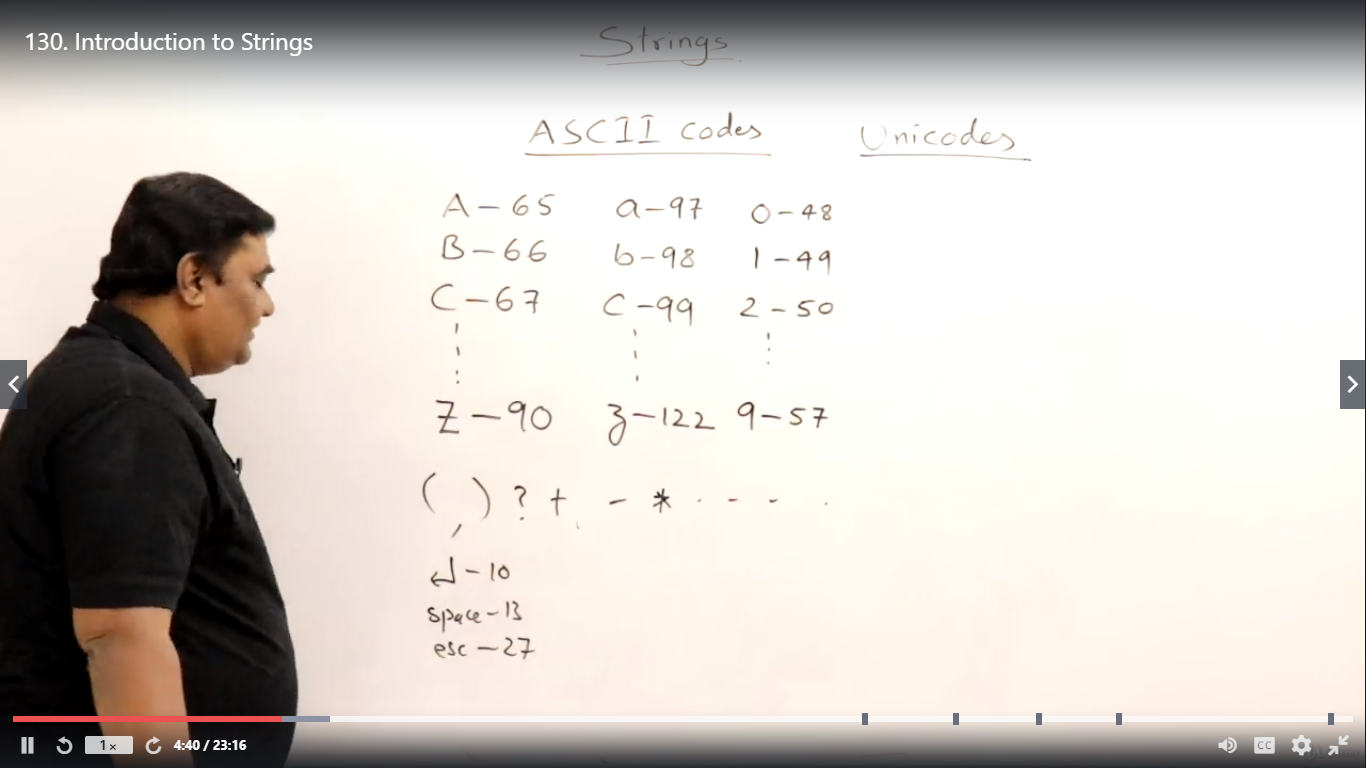 130. Introduction to Strings
Strings
ASCII codes Unicodes
A-65 a-97 0-48
B-66 b-98 1-49
C-67 c-99 2-50
Z-90 z-122 9-57
( , ) ? + - * - - -
↵-10
space-13
esc-27
1x 4:40 / 23:16 CC